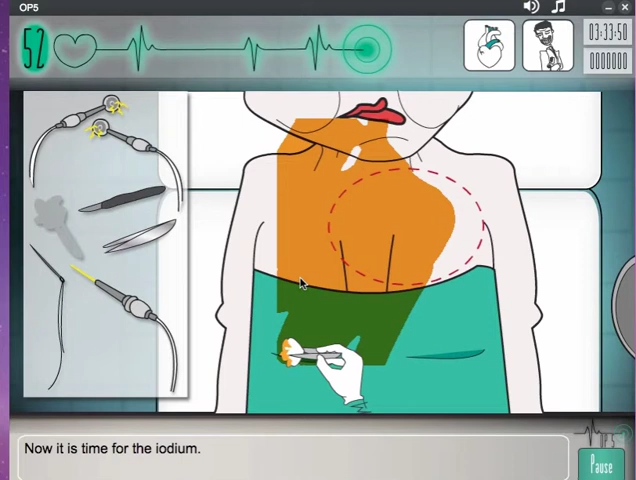 OP5
52
03:33:50
0000000
Now it is time for the iodium.
Pause